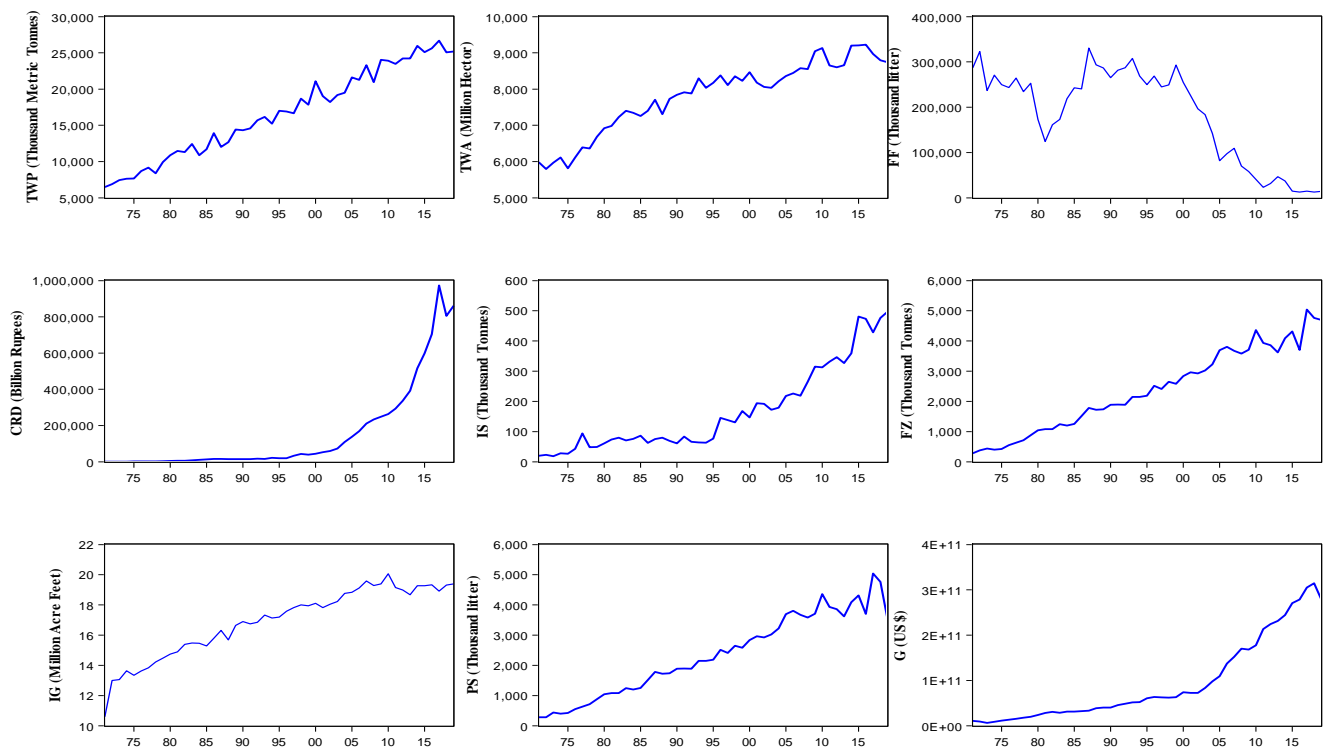 TWP (Thousand Metric Tonnes)
30,000
25,000
20,000
15,000
10,000
5,000
75 80 85 90 95 00 05 10 15
TWA (Million Hector)
10,000
9,000
8,000
7,000
6,000
5,000
75 80 85 90 95 00 05 10 15
FF (Thousand litter)
400,000
300,000
200,000
100,000
0
75 80 85 90 95 00 05 10 15
CRD (Billion Rupees)
1,000,000
800,000
600,000
400,000
200,000
0
75 80 85 90 95 00 05 10 15
IS (Thousand Tonnes)
600
500
400
300
200
100
0
75 80 85 90 95 00 05 10 15
FZ (Thousand Tonnes)
6,000
5,000
4,000
3,000
2,000
1,000
0
75 80 85 90 95 00 05 10 15
IG (Million Acre Feet)
22
20
18
16
14
12
10
75 80 85 90 95 00 05 10 15
PS (Thousand litter)
6,000
5,000
4,000
3,000
2,000
1,000
0
75 80 85 90 95 00 05 10 15
G (US $)
4E+11
3E+11
2E+11
1E+11
0E+00
75 80 85 90 95 00 05 10 15